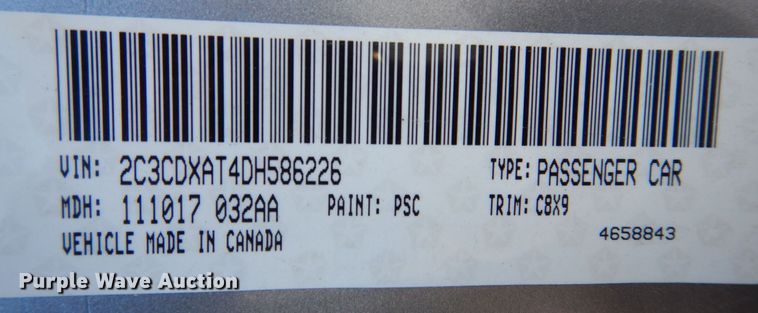 VIN: 2C3CDXAT4DH586226 TYPE: PASSENGER CAR
MDH: 111017 032AA PAINT: PSC TRIM: C8X9
VEHICLE MADE IN CANADA 4658843
Purple Wave Auction